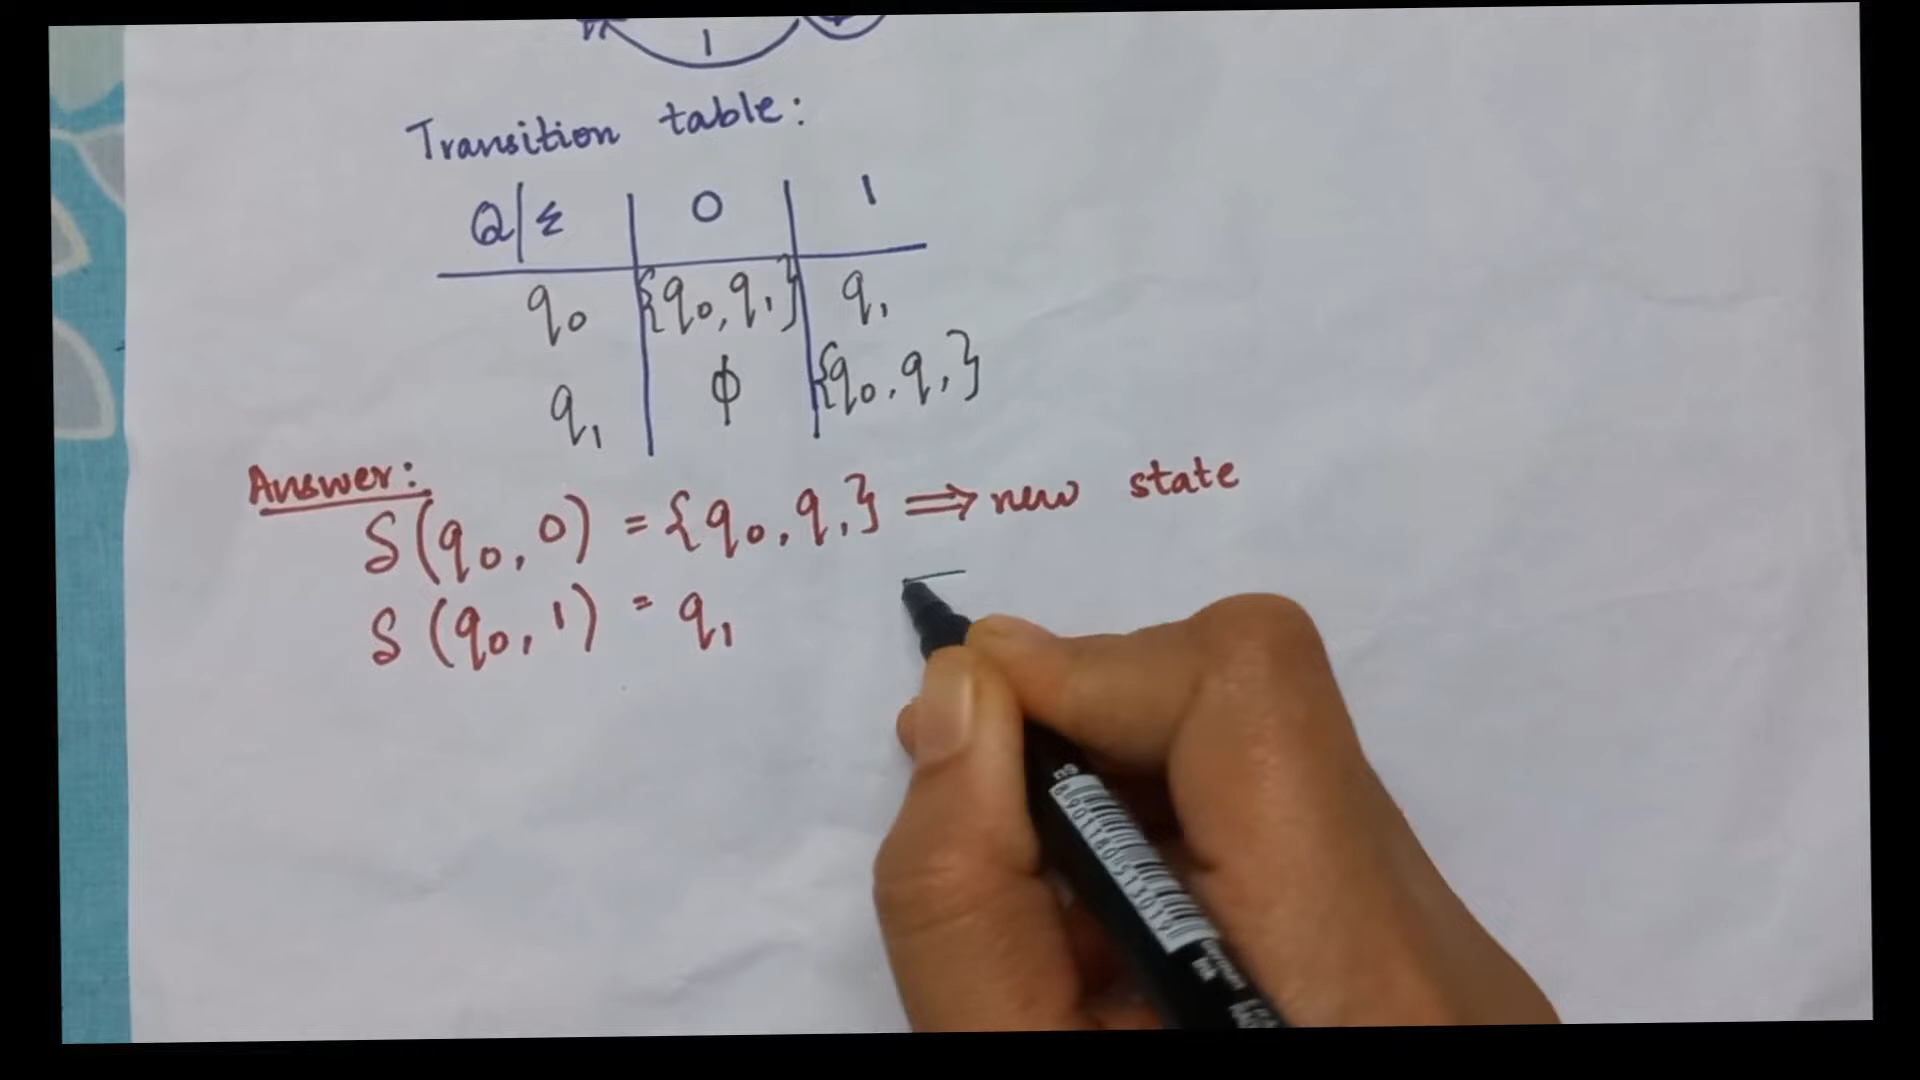 1
Transition table:
Q/Σ 0 1
q0 {q0, q1} q1
q1 ϕ {q0, q1}
Answer:
δ(q0, 0) = {q0, q1} ⟹ new state
δ(q0, 1) = q1